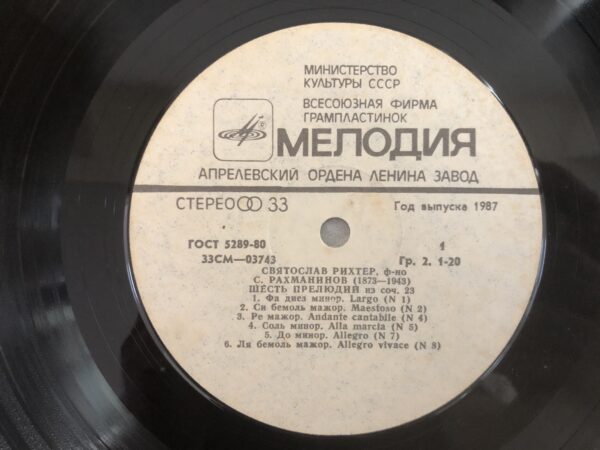 МИНИСТЕРСТВО
КУЛЬТУРЫ СССР
ВСЕСОЮЗНАЯ ФИРМА
ГРАМПЛАСТИНОК
МЕЛОДИЯ
АПРЕЛЕВСКИЙ ОРДЕНА ЛЕНИНА ЗАВОД
СТЕРЕО 33 Год выпуска 1987
ГОСТ 5289-80 1
33СМ—03743 Гр. 2. 1-20
СВЯТОСЛАВ РИХТЕР, ф-но
С. РАХМАНИНОВ (1873—1943)
ШЕСТЬ ПРЕЛЮДИЙ из соч. 23
1. Фа диез минор. Largo (N 1)
2. Си бемоль мажор. Maestoso (N 2)
3. Ре мажор. Andante cantabile (N 4)
4. Соль минор. Alla marcia (N 5)
5. До минор. Allegro (N 7)
6. Ля бемоль мажор. Allegro vivace (N 8)